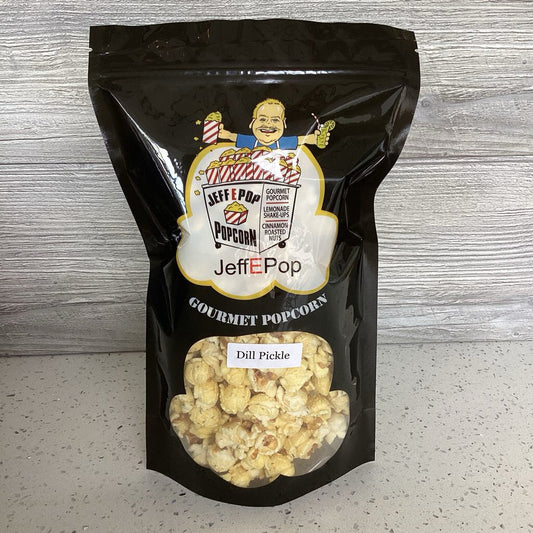 JEFF E POP
POPCORN
GOURMET
POPCORN
LEMONADE
SHAKE-UPS
CINNAMON
ROASTED
NUTS
JeffEPop
GOURMET POPCORN
Dill Pickle